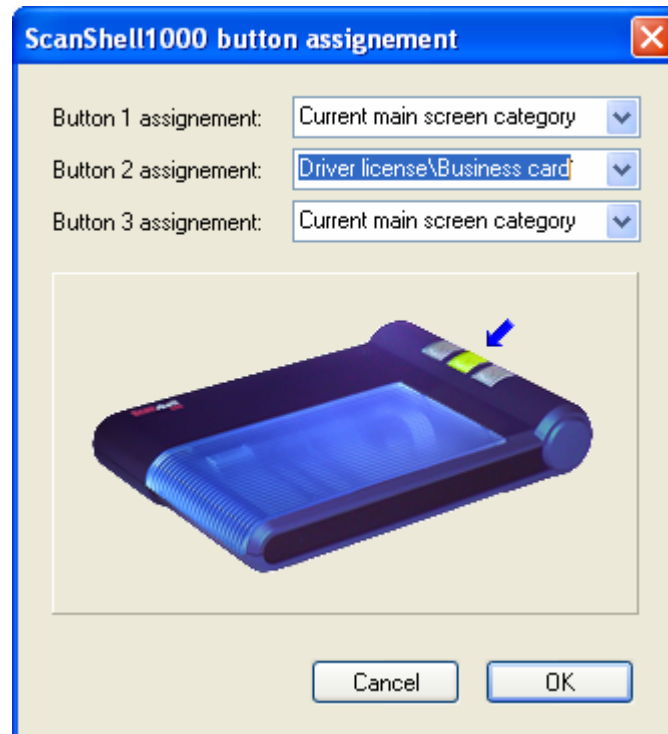 ScanShell1000 button assignement
Button 1 assignement: Current main screen category
Button 2 assignement: Driver license\Business card
Button 3 assignement: Current main screen category
Cancel OK